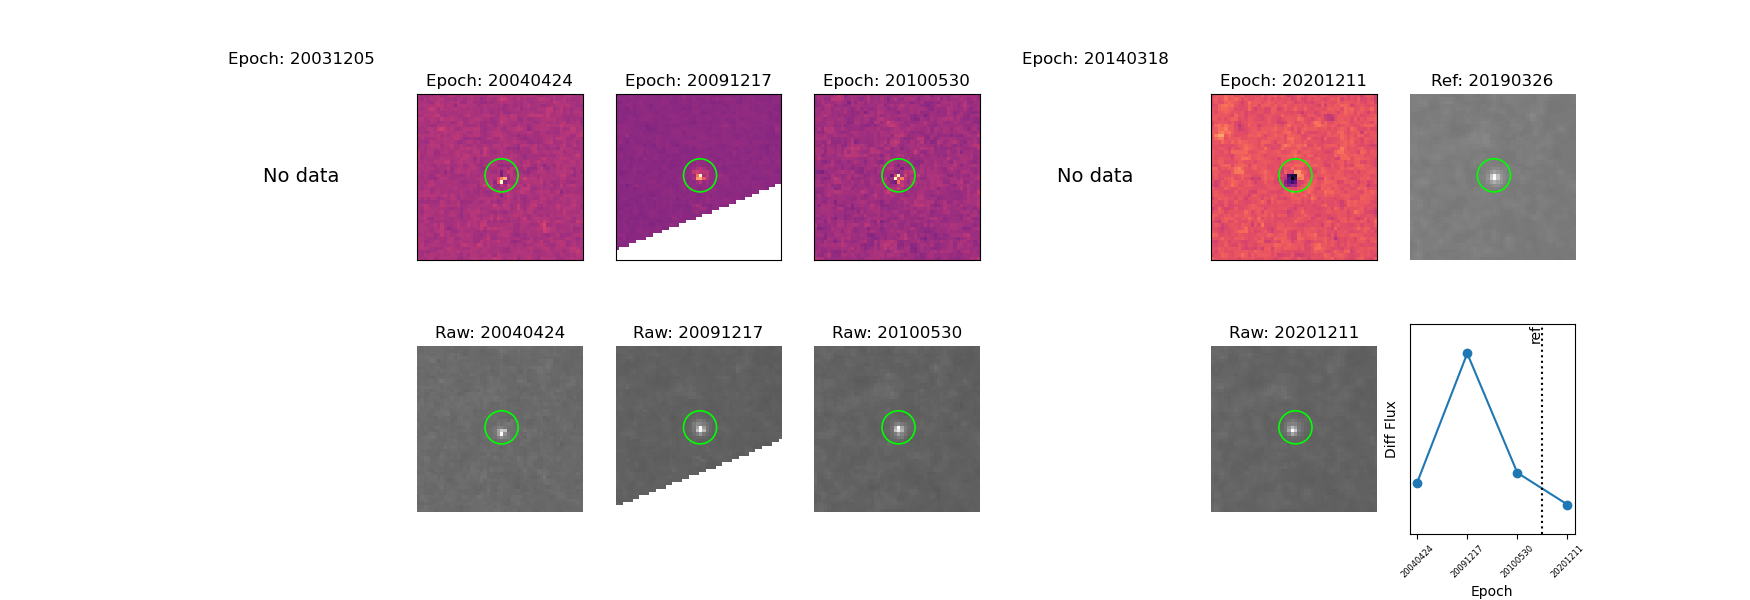 Epoch: 20031205
No data
Epoch: 20040424
Epoch: 20091217
Epoch: 20100530
Epoch: 20140318
No data
Epoch: 20201211
Ref: 20190326
Raw: 20040424
Raw: 20091217
Raw: 20100530
Raw: 20201211
ref
Diff Flux
20040424
20091217
20100530
20201211
Epoch